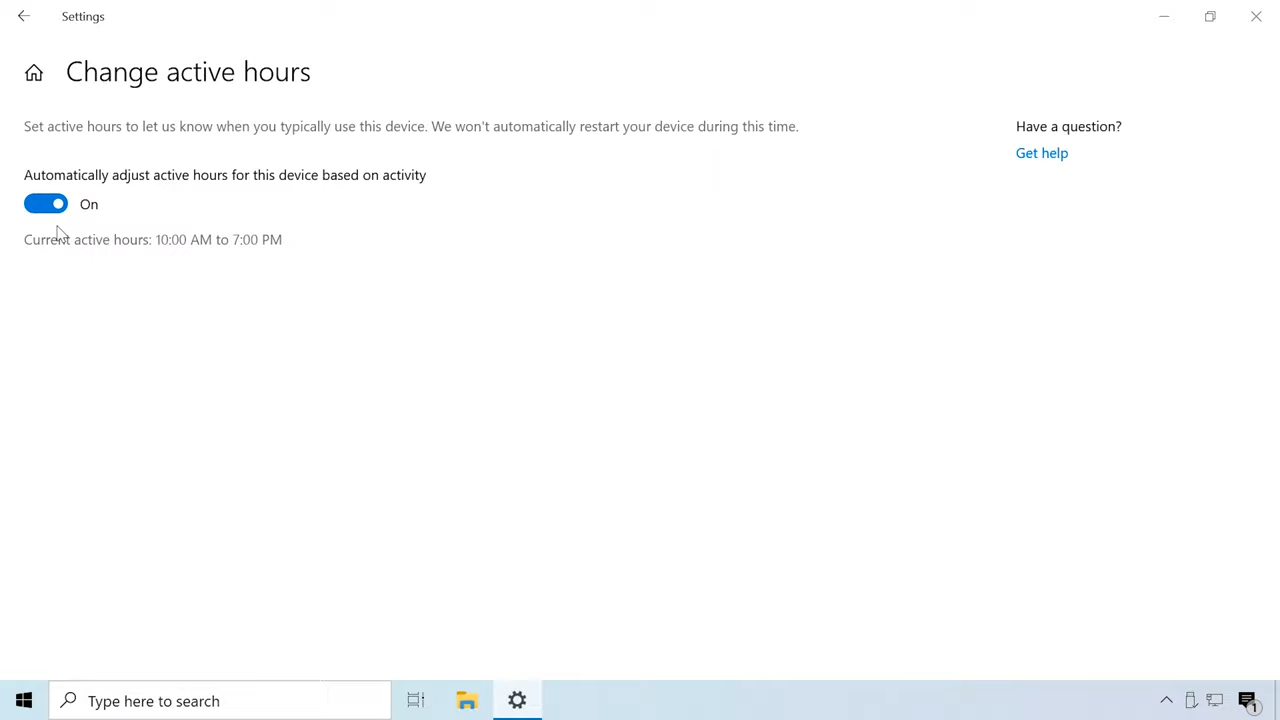 Settings
Change active hours
Set active hours to let us know when you typically use this device. We won't automatically restart your device during this time.
Automatically adjust active hours for this device based on activity
On
Current active hours: 10:00 AM to 7:00 PM
Have a question?
Get help
Type here to search
1